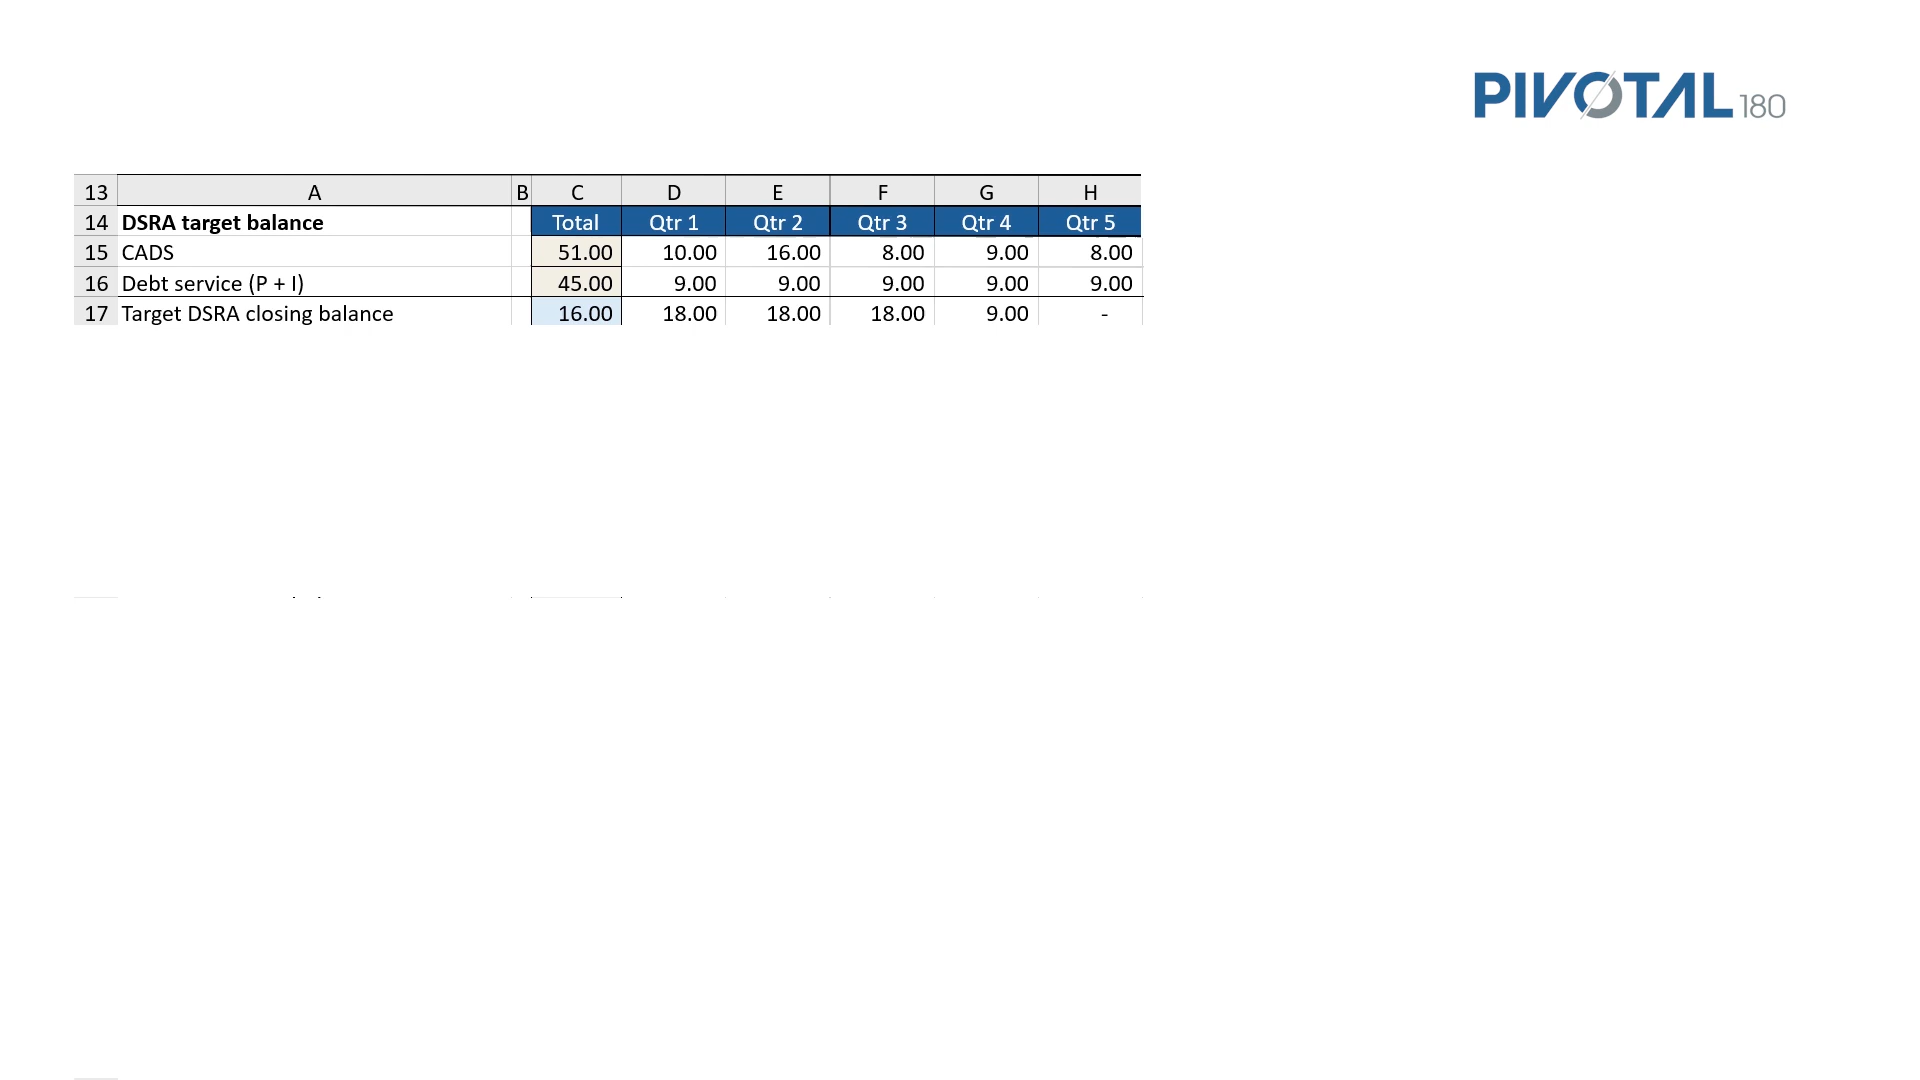 PIVOTAL 180
13 A B C D E F G H
14 DSRA target balance Total Qtr 1 Qtr 2 Qtr 3 Qtr 4 Qtr 5
15 CADS 51.00 10.00 16.00 8.00 9.00 8.00
16 Debt service (P + I) 45.00 9.00 9.00 9.00 9.00 9.00
17 Target DSRA closing balance 16.00 18.00 18.00 18.00 9.00 -